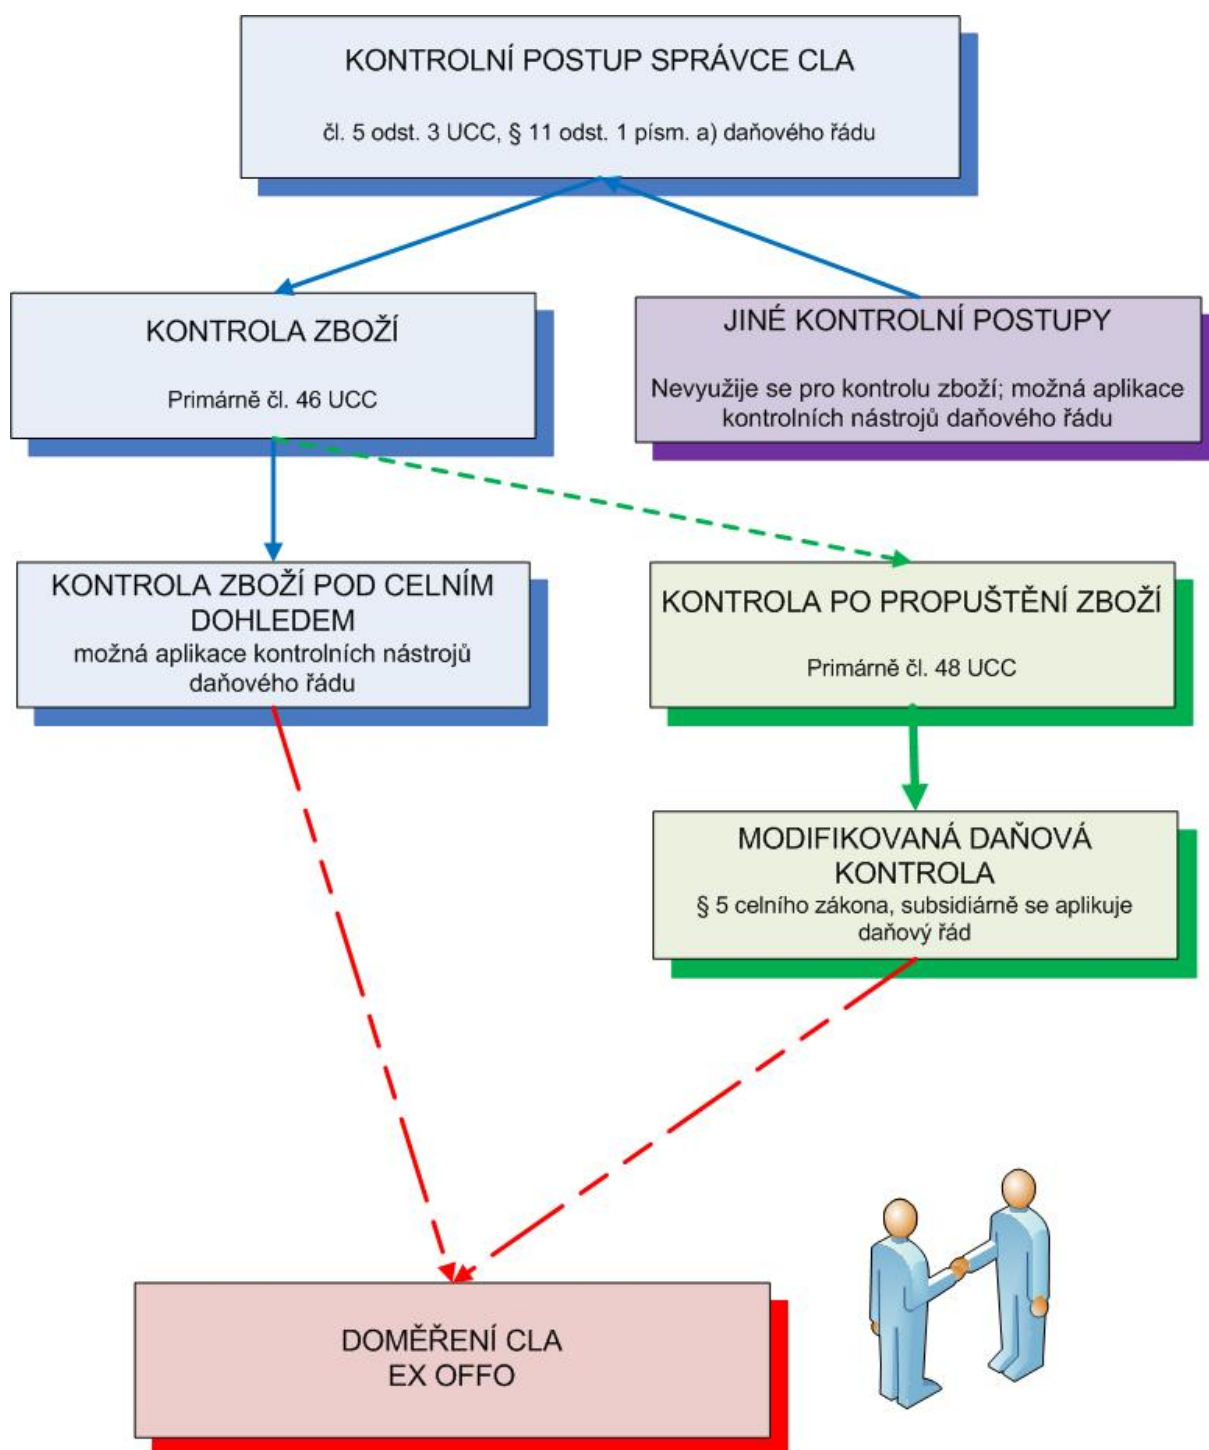 KONTROLNÍ POSTUP SPRÁVCE CLA
čl. 5 odst. 3 UCC, § 11 odst. 1 písm. a) daňového řádu
KONTROLA ZBOŽÍ
Primárně čl. 46 UCC
JINÉ KONTROLNÍ POSTUPY
Nevyužije se pro kontrolu zboží; možná aplikace
kontrolních nástrojů daňového řádu
KONTROLA ZBOŽÍ POD CELNÍM
DOHLEDEM
možná aplikace kontrolních nástrojů
daňového řádu
KONTROLA PO PROPUŠTĚNÍ ZBOŽÍ
Primárně čl. 48 UCC
MODIFIKOVANÁ DAŇOVÁ
KONTROLA
§ 5 celního zákona, subsidiárně se aplikuje
daňový řád
DOMĚŘENÍ CLA
EX OFFO